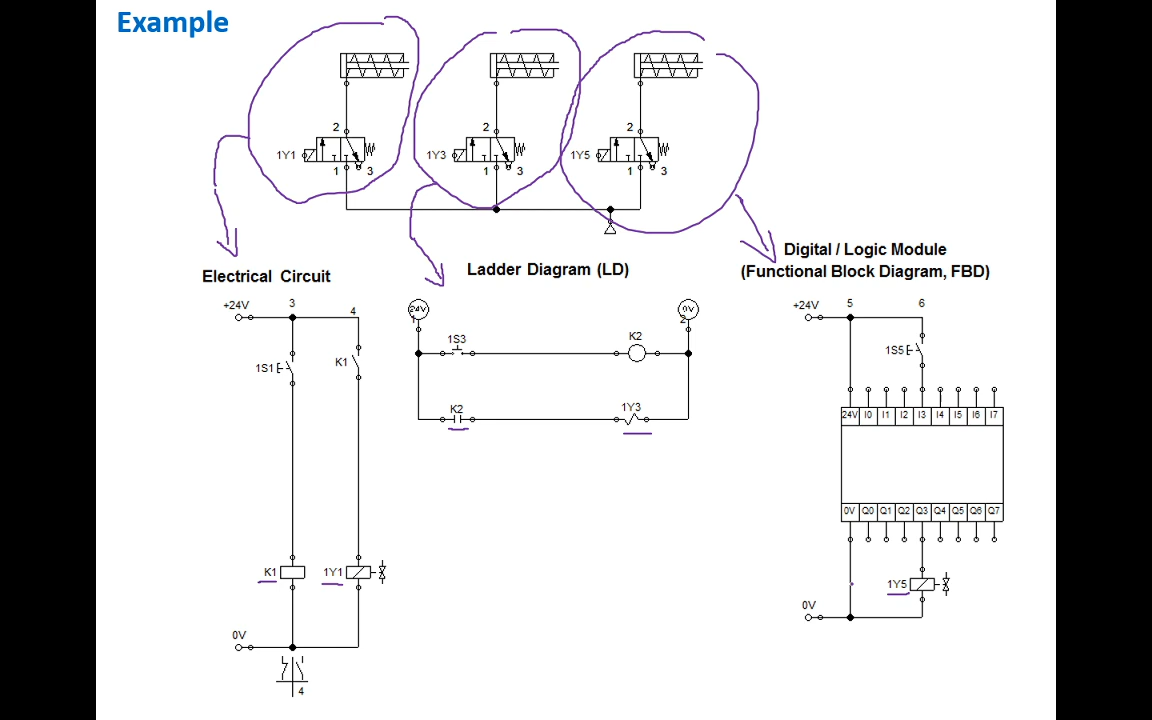 Example
2 2 2
1Y1 1Y3 1Y5
1 3 1 3 1 3
Digital / Logic Module
(Functional Block Diagram, FBD)
Electrical Circuit
Ladder Diagram (LD)
+24V 3 4
1S1 K1
K1 1Y1
0V
4
24V 0V
1 2
1S3 K2
K2 1Y3
+24V 5 6
1S5
24V I0 I1 I2 I3 I4 I5 I6 I7
0V Q0 Q1 Q2 Q3 Q4 Q5 Q6 Q7
1Y5
0V